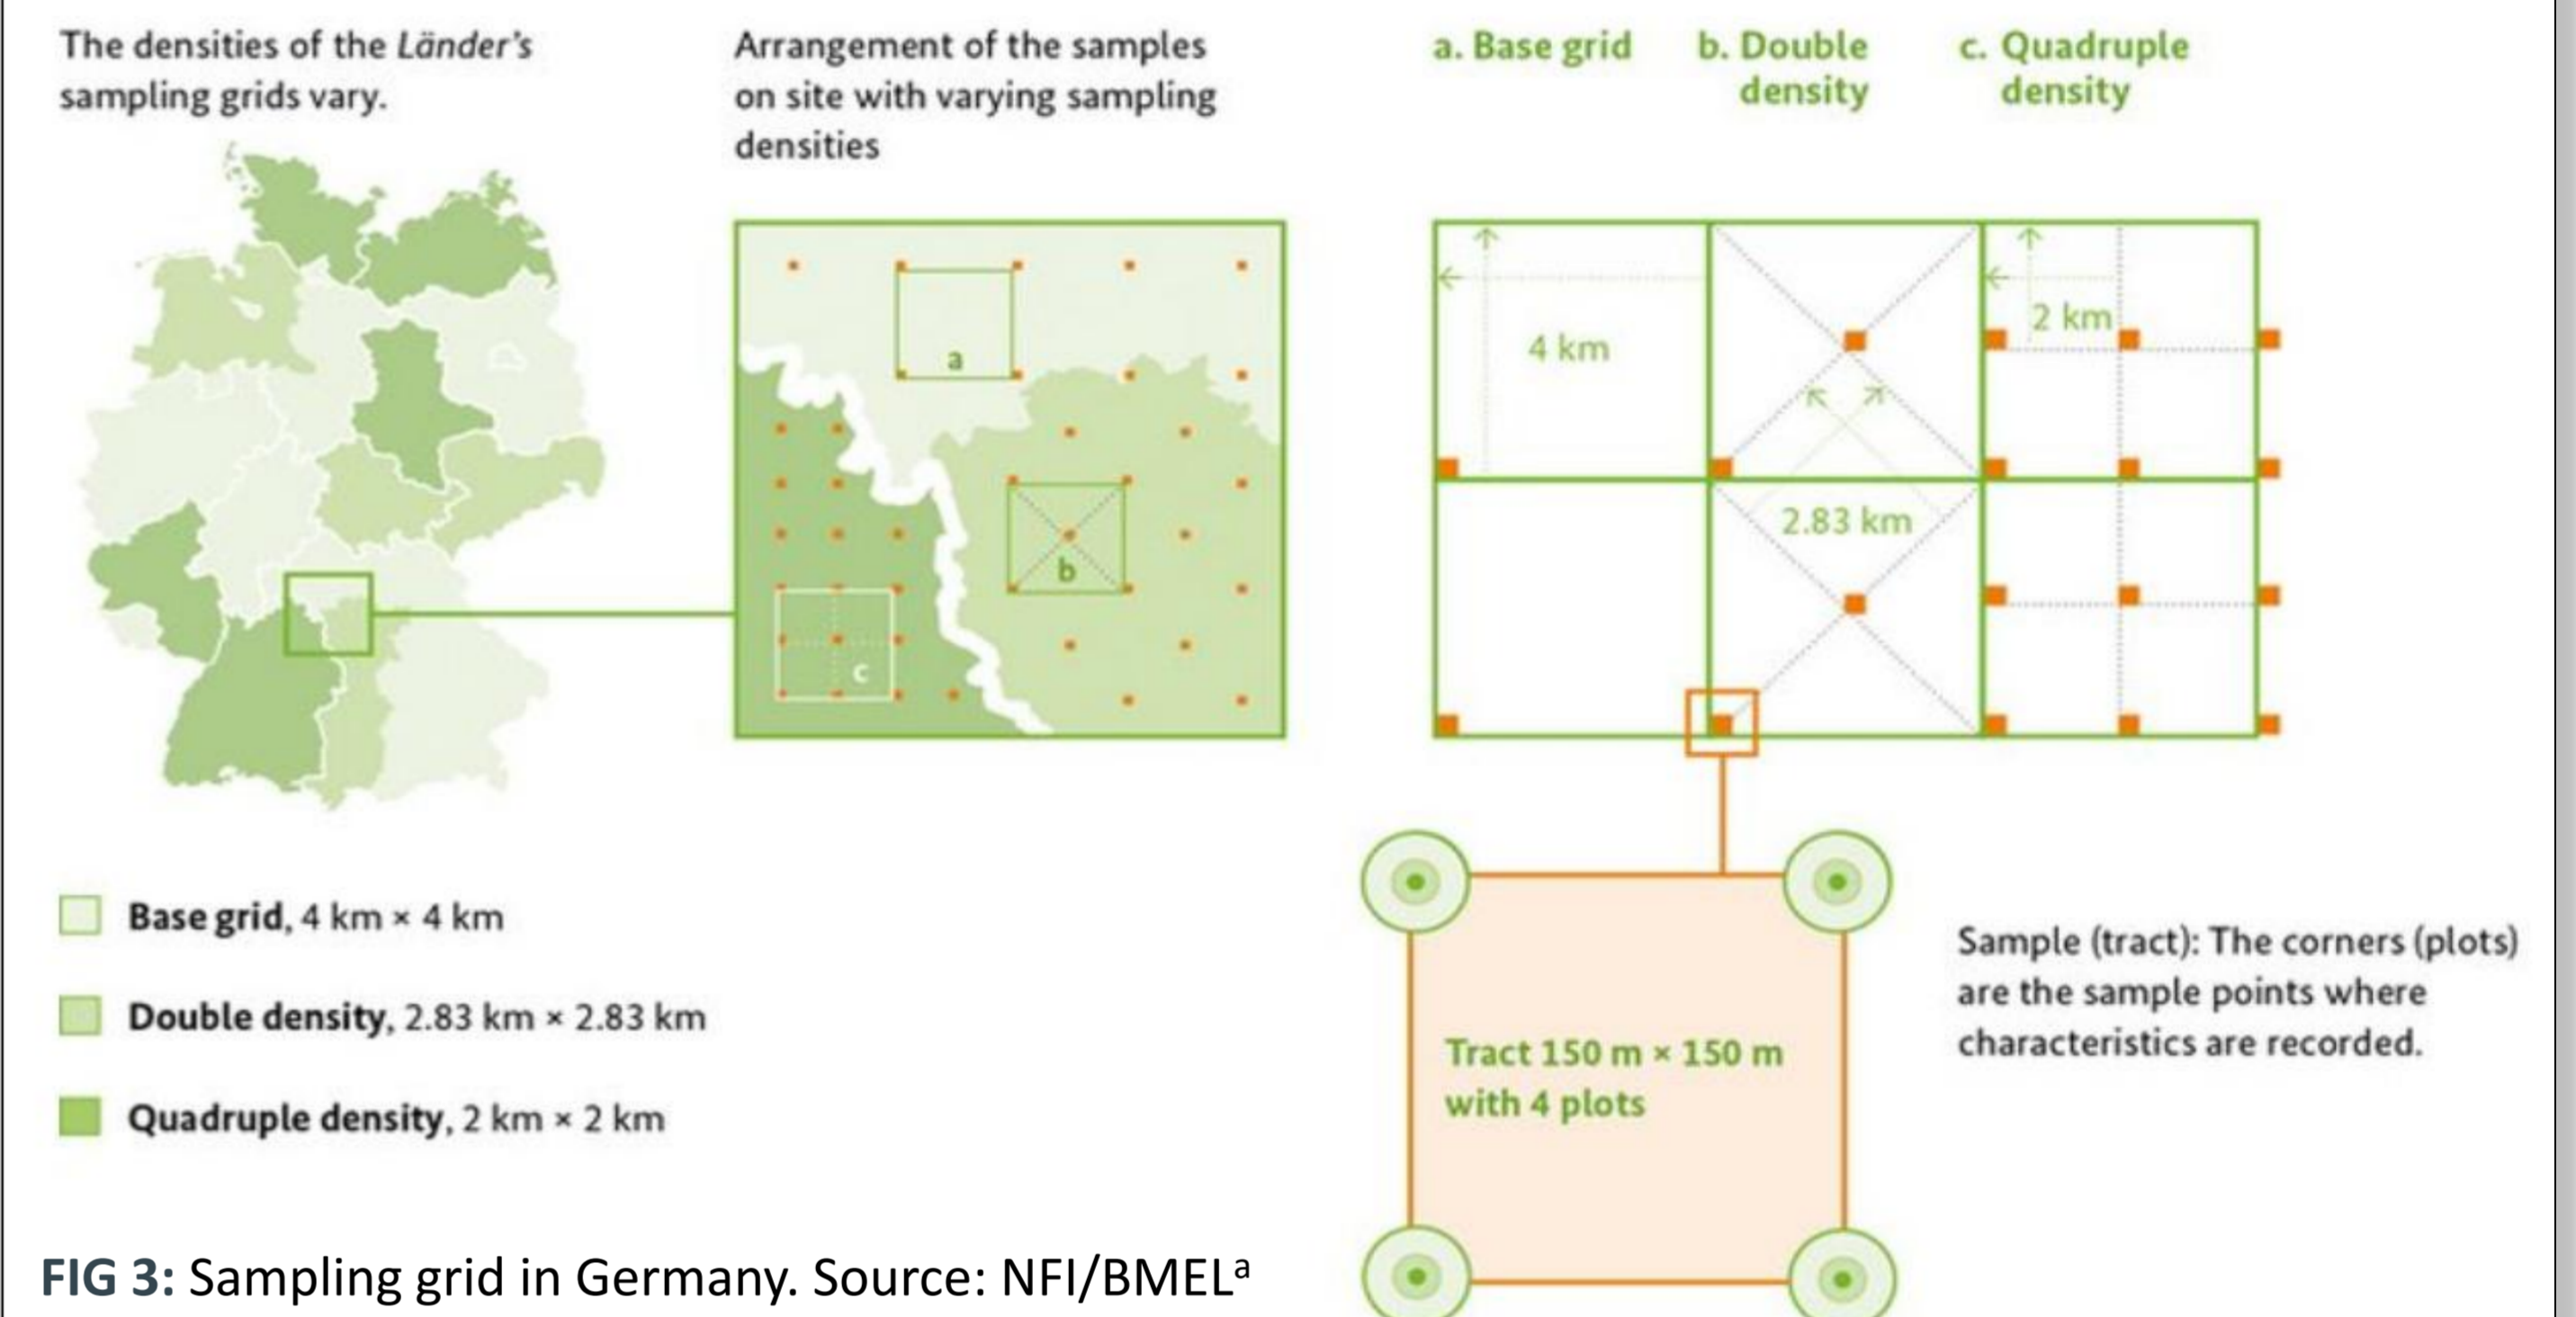 The densities of the Länder's
sampling grids vary.
Arrangement of the samples
on site with varying sampling
densities
a. Base grid
b. Double
density
c. Quadruple
density
a
b
c
4 km
2.83 km
2 km
Base grid, 4 km × 4 km
Double density, 2.83 km × 2.83 km
Quadruple density, 2 km × 2 km
Tract 150 m × 150 m
with 4 plots
Sample (tract): The corners (plots)
are the sample points where
characteristics are recorded.
FIG 3: Sampling grid in Germany. Source: NFI/BMELᵃ